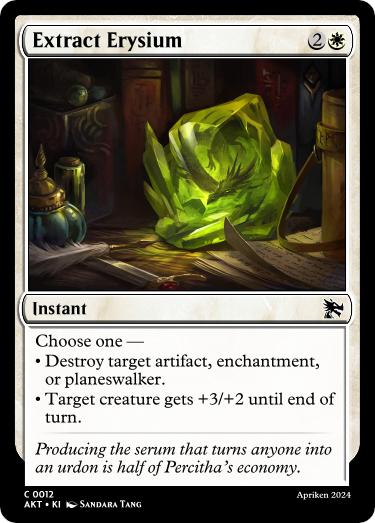 Extract Erysium 2
Instant
Choose one —
• Destroy target artifact, enchantment,
or planeswalker.
• Target creature gets +3/+2 until end of
turn.
Producing the serum that turns anyone into
an urdon is half of Percitha's economy.
C 0012
Apriken 2024
AKT • KI Sandara Tang